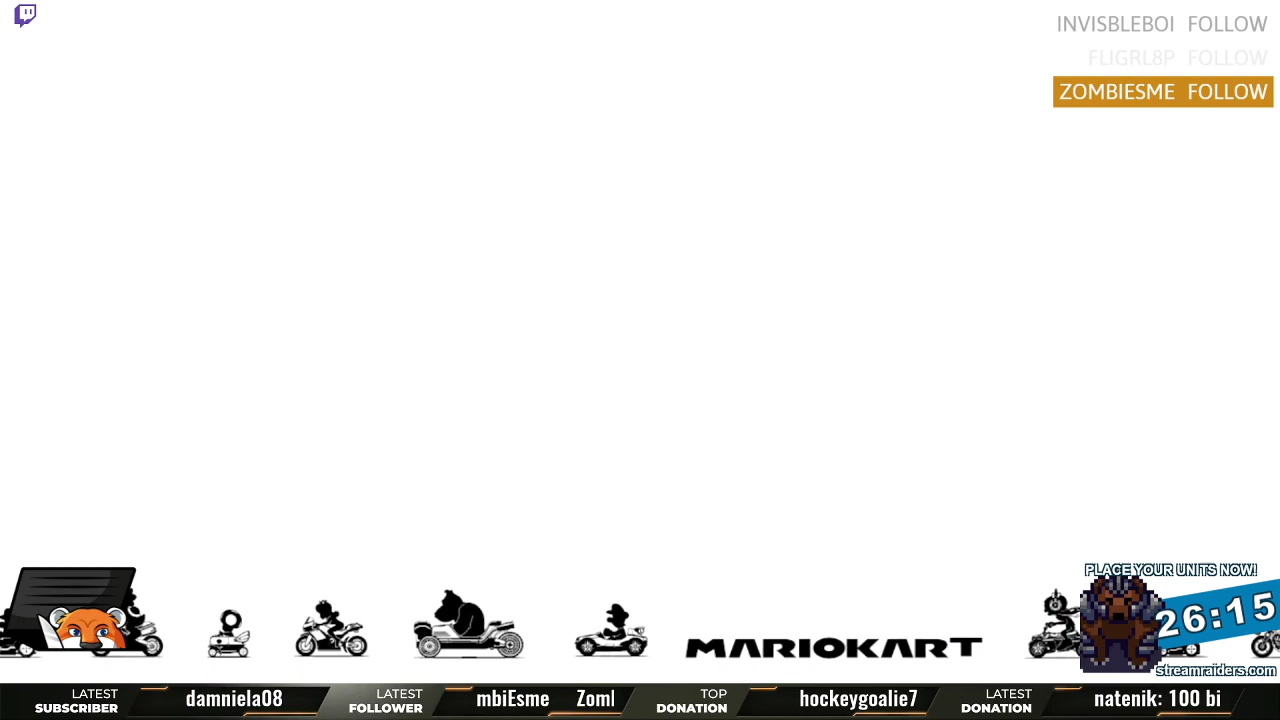 INVISBLEBOI FOLLOW
FLIGRL8P FOLLOW
ZOMBIESME FOLLOW
PLACE YOUR UNITS NOW!
26:15
MARIOKART
streamraiders.com
LATEST SUBSCRIBER
damniela08
LATEST FOLLOWER
mbiEsme Zoml
TOP DONATION
hockeygoalie7
LATEST DONATION
natenik: 100 bi